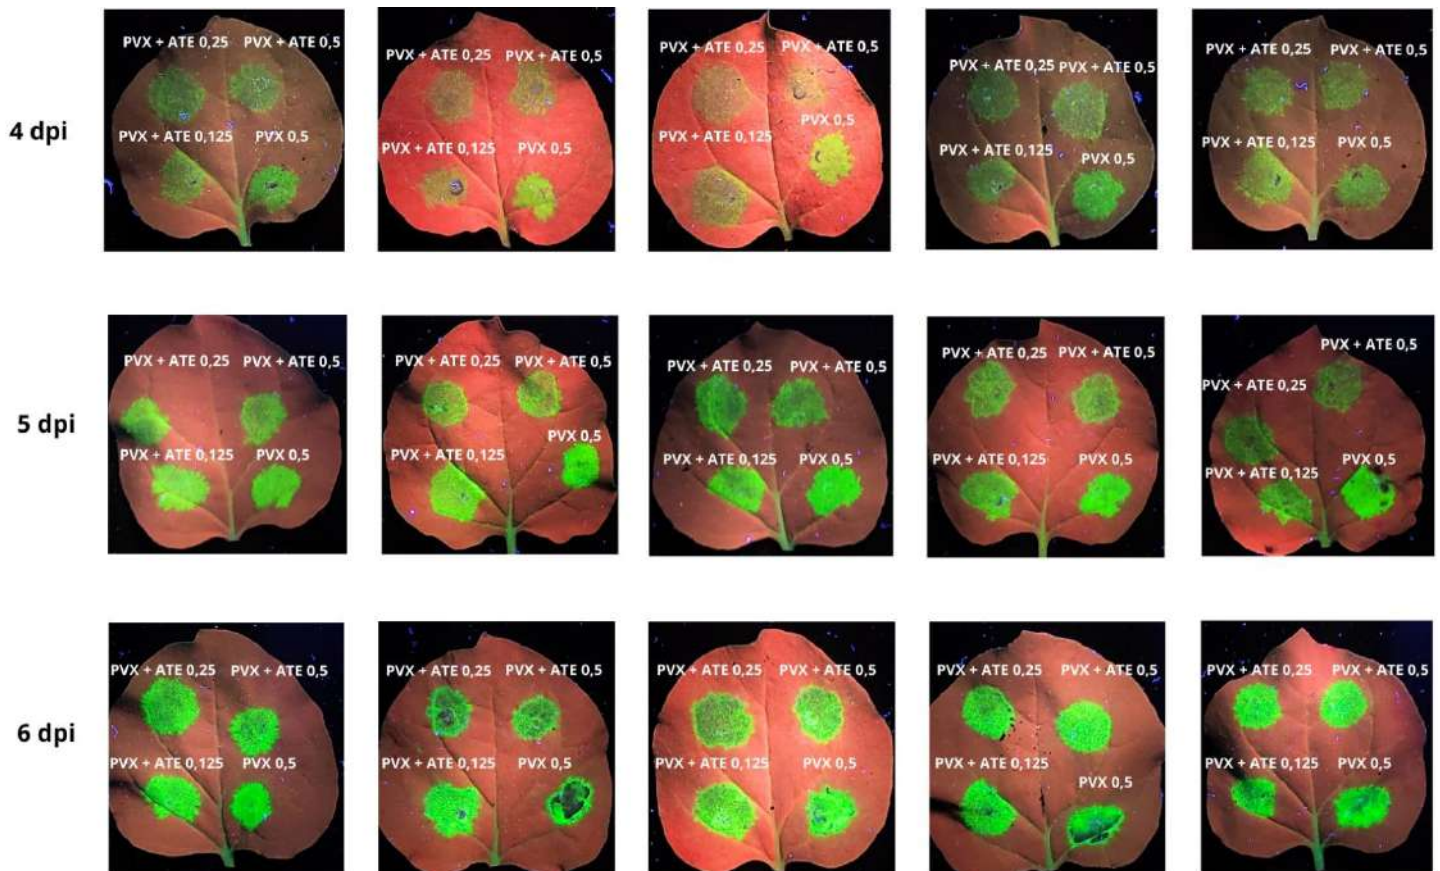 PVX + ATE 0,25 PVX + ATE 0,5 PVX + ATE 0,25 PVX + ATE 0,5 PVX + ATE 0,25 PVX + ATE 0,5 PVX + ATE 0,25 PVX + ATE 0,5 PVX + ATE 0,25 PVX + ATE 0,5
4 dpi
PVX + ATE 0,125 PVX 0,5 PVX + ATE 0,125 PVX 0,5 PVX + ATE 0,125 PVX 0,5 PVX + ATE 0,125 PVX 0,5 PVX + ATE 0,125 PVX 0,5
PVX + ATE 0,25 PVX + ATE 0,5 PVX + ATE 0,25 PVX + ATE 0,5 PVX + ATE 0,25 PVX + ATE 0,5 PVX + ATE 0,25 PVX + ATE 0,5 PVX + ATE 0,25 PVX + ATE 0,5
5 dpi
PVX + ATE 0,125 PVX 0,5 PVX + ATE 0,125 PVX 0,5 PVX + ATE 0,125 PVX 0,5 PVX + ATE 0,125 PVX 0,5 PVX + ATE 0,125 PVX 0,5
PVX + ATE 0,25 PVX + ATE 0,5 PVX + ATE 0,25 PVX + ATE 0,5 PVX + ATE 0,25 PVX + ATE 0,5 PVX + ATE 0,25 PVX + ATE 0,5 PVX + ATE 0,25 PVX + ATE 0,5
6 dpi
PVX + ATE 0,125 PVX 0,5 PVX + ATE 0,125 PVX 0,5 PVX + ATE 0,125 PVX 0,5 PVX + ATE 0,125 PVX 0,5 PVX + ATE 0,125 PVX 0,5